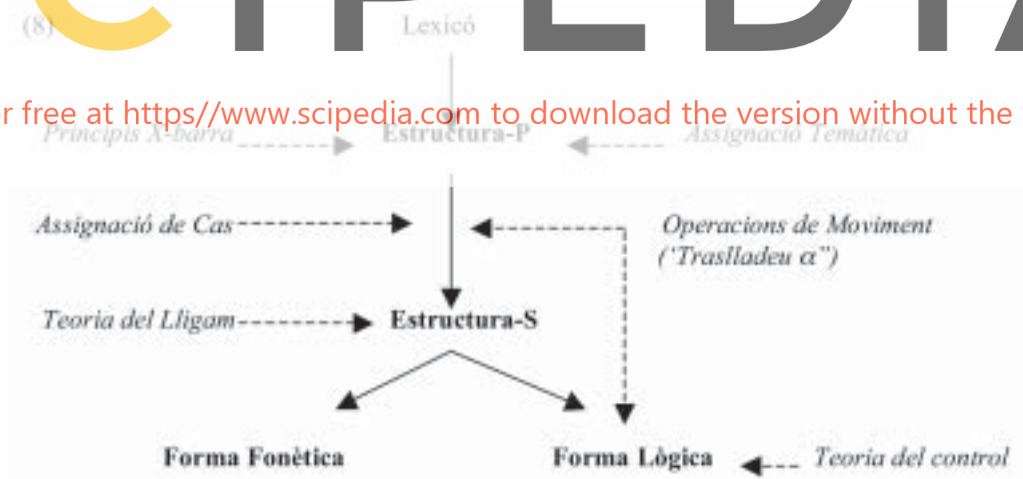 (8)
Lexicó
CIPEDIA
r free at https//www.scipedia.com to download the version without the
Principis X-barra
Estructura-P
Assignació Temàtica
Assignació de Cas
Operacions de Moviment
(‘Traslladeu α”)
Teoria del Lligam
Estructura-S
Forma Fonètica
Forma Lògica
Teoria del control